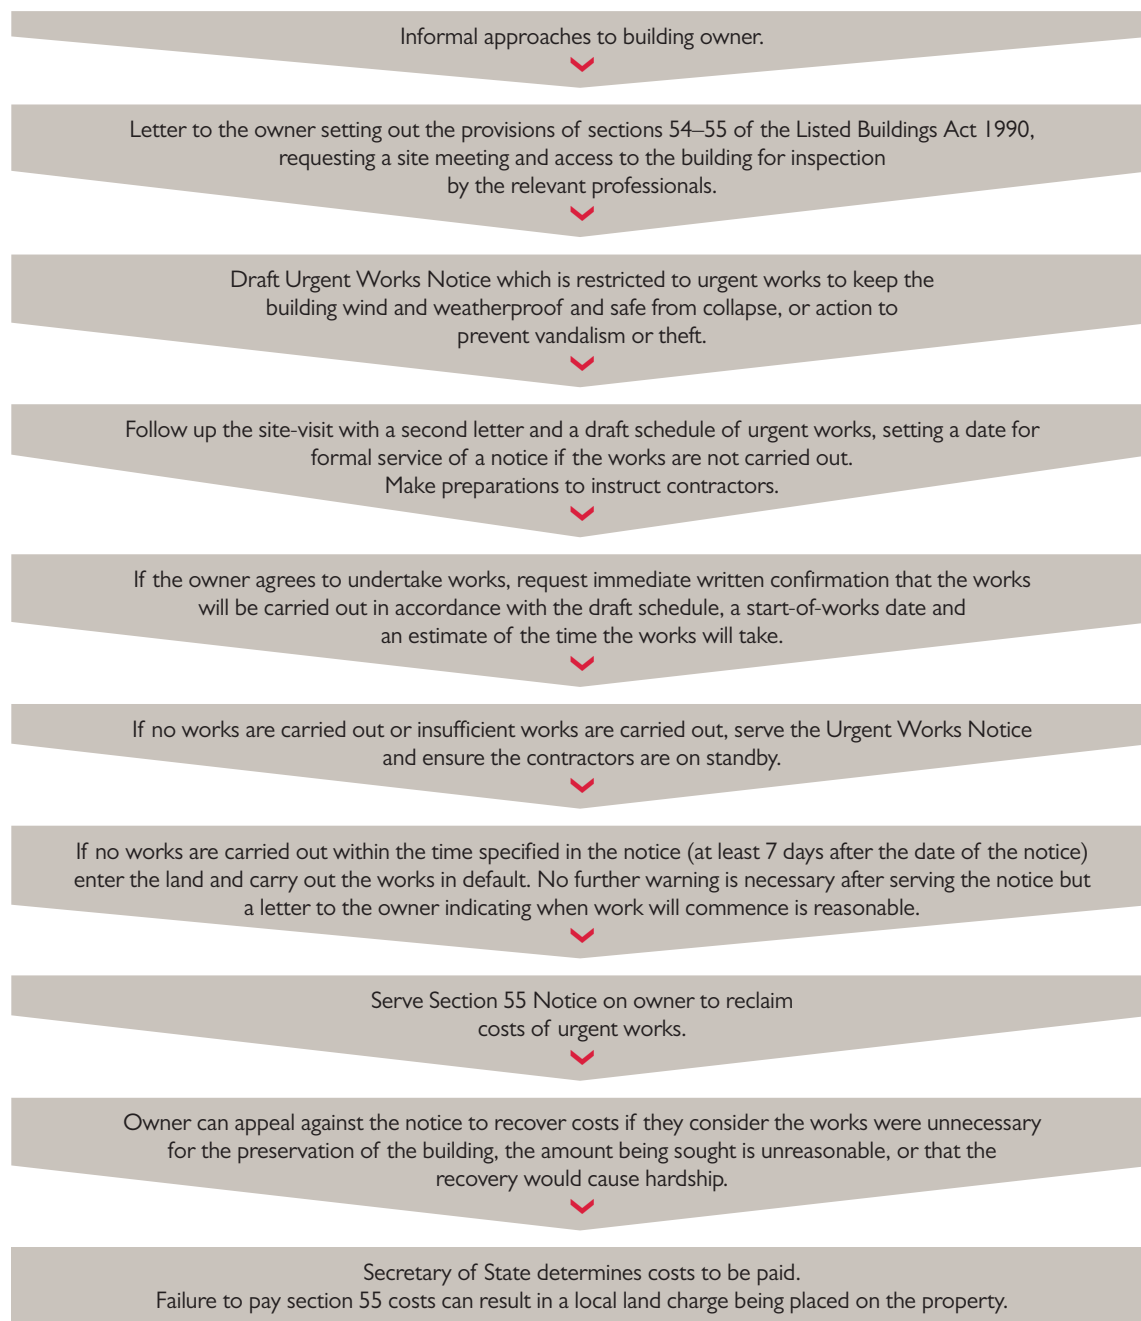 Informal approaches to building owner.
Letter to the owner setting out the provisions of sections 54–55 of the Listed Buildings Act 1990,
requesting a site meeting and access to the building for inspection
by the relevant professionals.
Draft Urgent Works Notice which is restricted to urgent works to keep the
building wind and weatherproof and safe from collapse, or action to
prevent vandalism or theft.
Follow up the site-visit with a second letter and a draft schedule of urgent works, setting a date for
formal service of a notice if the works are not carried out.
Make preparations to instruct contractors.
If the owner agrees to undertake works, request immediate written confirmation that the works
will be carried out in accordance with the draft schedule, a start-of-works date and
an estimate of the time the works will take.
If no works are carried out or insufficient works are carried out, serve the Urgent Works Notice
and ensure the contractors are on standby.
If no works are carried out within the time specified in the notice (at least 7 days after the date of the notice)
enter the land and carry out the works in default. No further warning is necessary after serving the notice but
a letter to the owner indicating when work will commence is reasonable.
Serve Section 55 Notice on owner to reclaim
costs of urgent works.
Owner can appeal against the notice to recover costs if they consider the works were unnecessary
for the preservation of the building, the amount being sought is unreasonable, or that the
recovery would cause hardship.
Secretary of State determines costs to be paid.
Failure to pay section 55 costs can result in a local land charge being placed on the property.